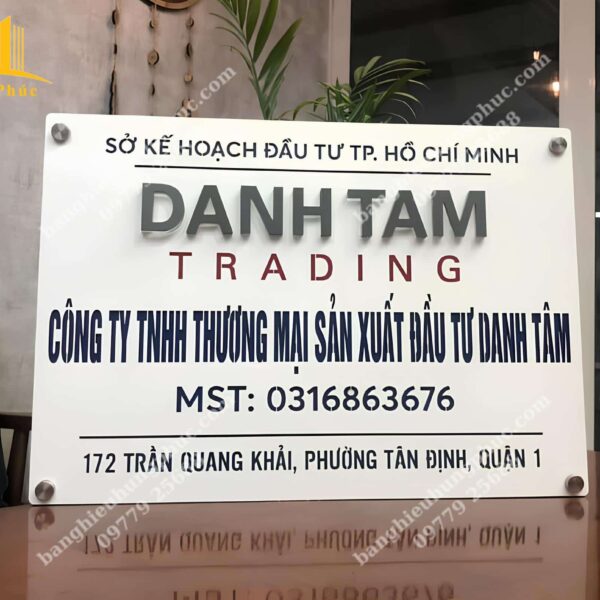 Phúc
SỞ KẾ HOẠCH ĐẦU TƯ TP. HỒ CHÍ MINH
DANH TAM
TRADING
CÔNG TY TNHH THƯƠNG MẠI SẢN XUẤT ĐẦU TƯ DANH TÂM
MST: 0316863676
172 TRẦN QUANG KHẢI, PHƯỜNG TÂN ĐỊNH, QUẬN 1